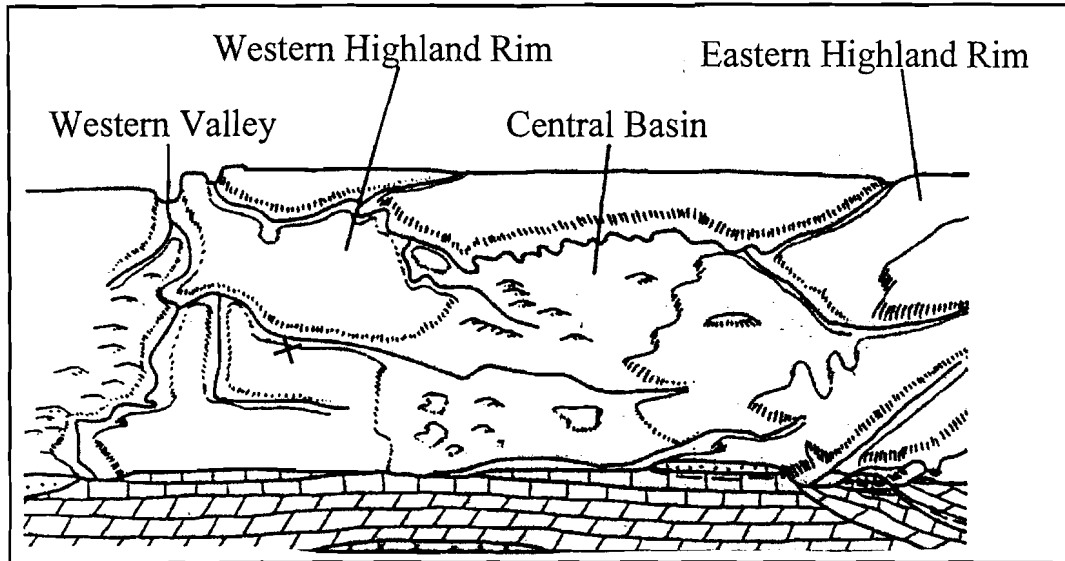 Western Highland Rim
Eastern Highland Rim
Western Valley
Central Basin